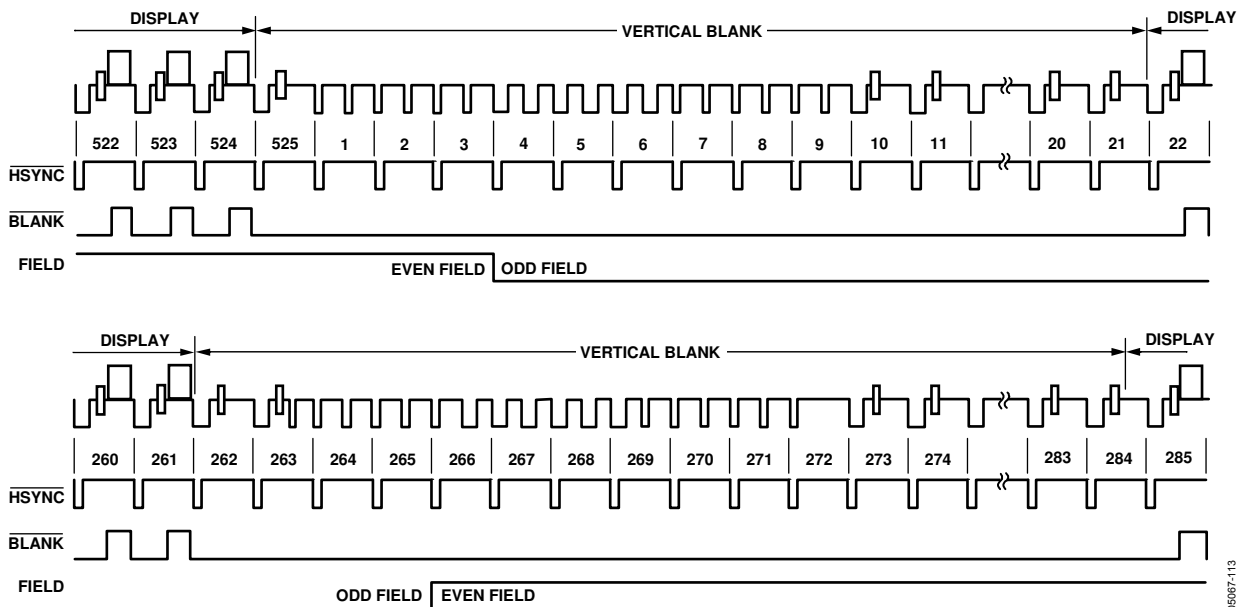 DISPLAY VERTICAL BLANK DISPLAY
522 523 524 525 1 2 3 4 5 6 7 8 9 10 11 20 21 22
HSYNC
BLANK
FIELD
EVEN FIELD ODD FIELD
DISPLAY VERTICAL BLANK DISPLAY
260 261 262 263 264 265 266 267 268 269 270 271 272 273 274 283 284 285
HSYNC
BLANK
FIELD
ODD FIELD EVEN FIELD
05067-113